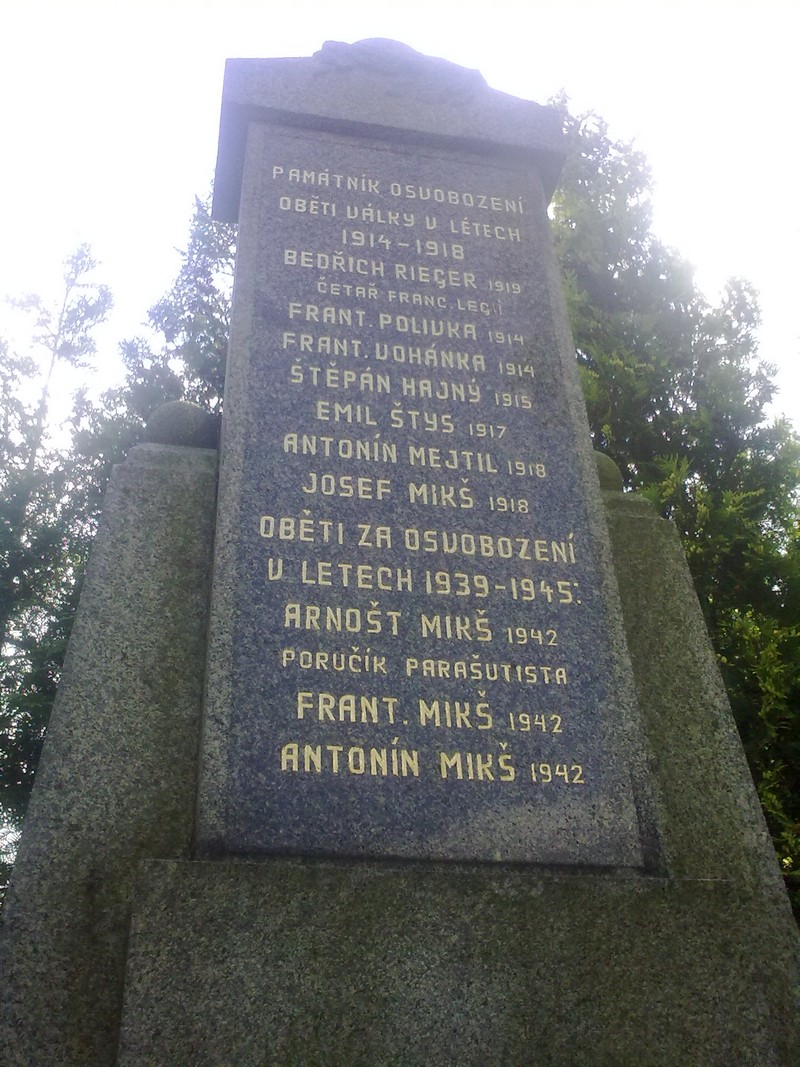 PAMÁTNÍK OSVOBOZENÍ
OBĚTI VÁLKY V LÉTECH
1914-1918
BEDŘICH RIEGER 1919
ČETAŘ FRANC. LEGIÍ
FRANT. POLIVKA 1914
FRANT. VOHÁNKA 1914
ŠTĚPÁN HAJNÝ 1915
EMIL ŠTYS 1917
ANTONÍN MEJTIL 1918
JOSEF MIKŠ 1918
OBĚTI ZA OSVOBOZENÍ
V LETECH 1939-1945:
ARNOŠT MIKŠ 1942
PORUČÍK PARAŠUTISTA
FRANT. MIKŠ 1942
ANTONÍN MIKŠ 1942